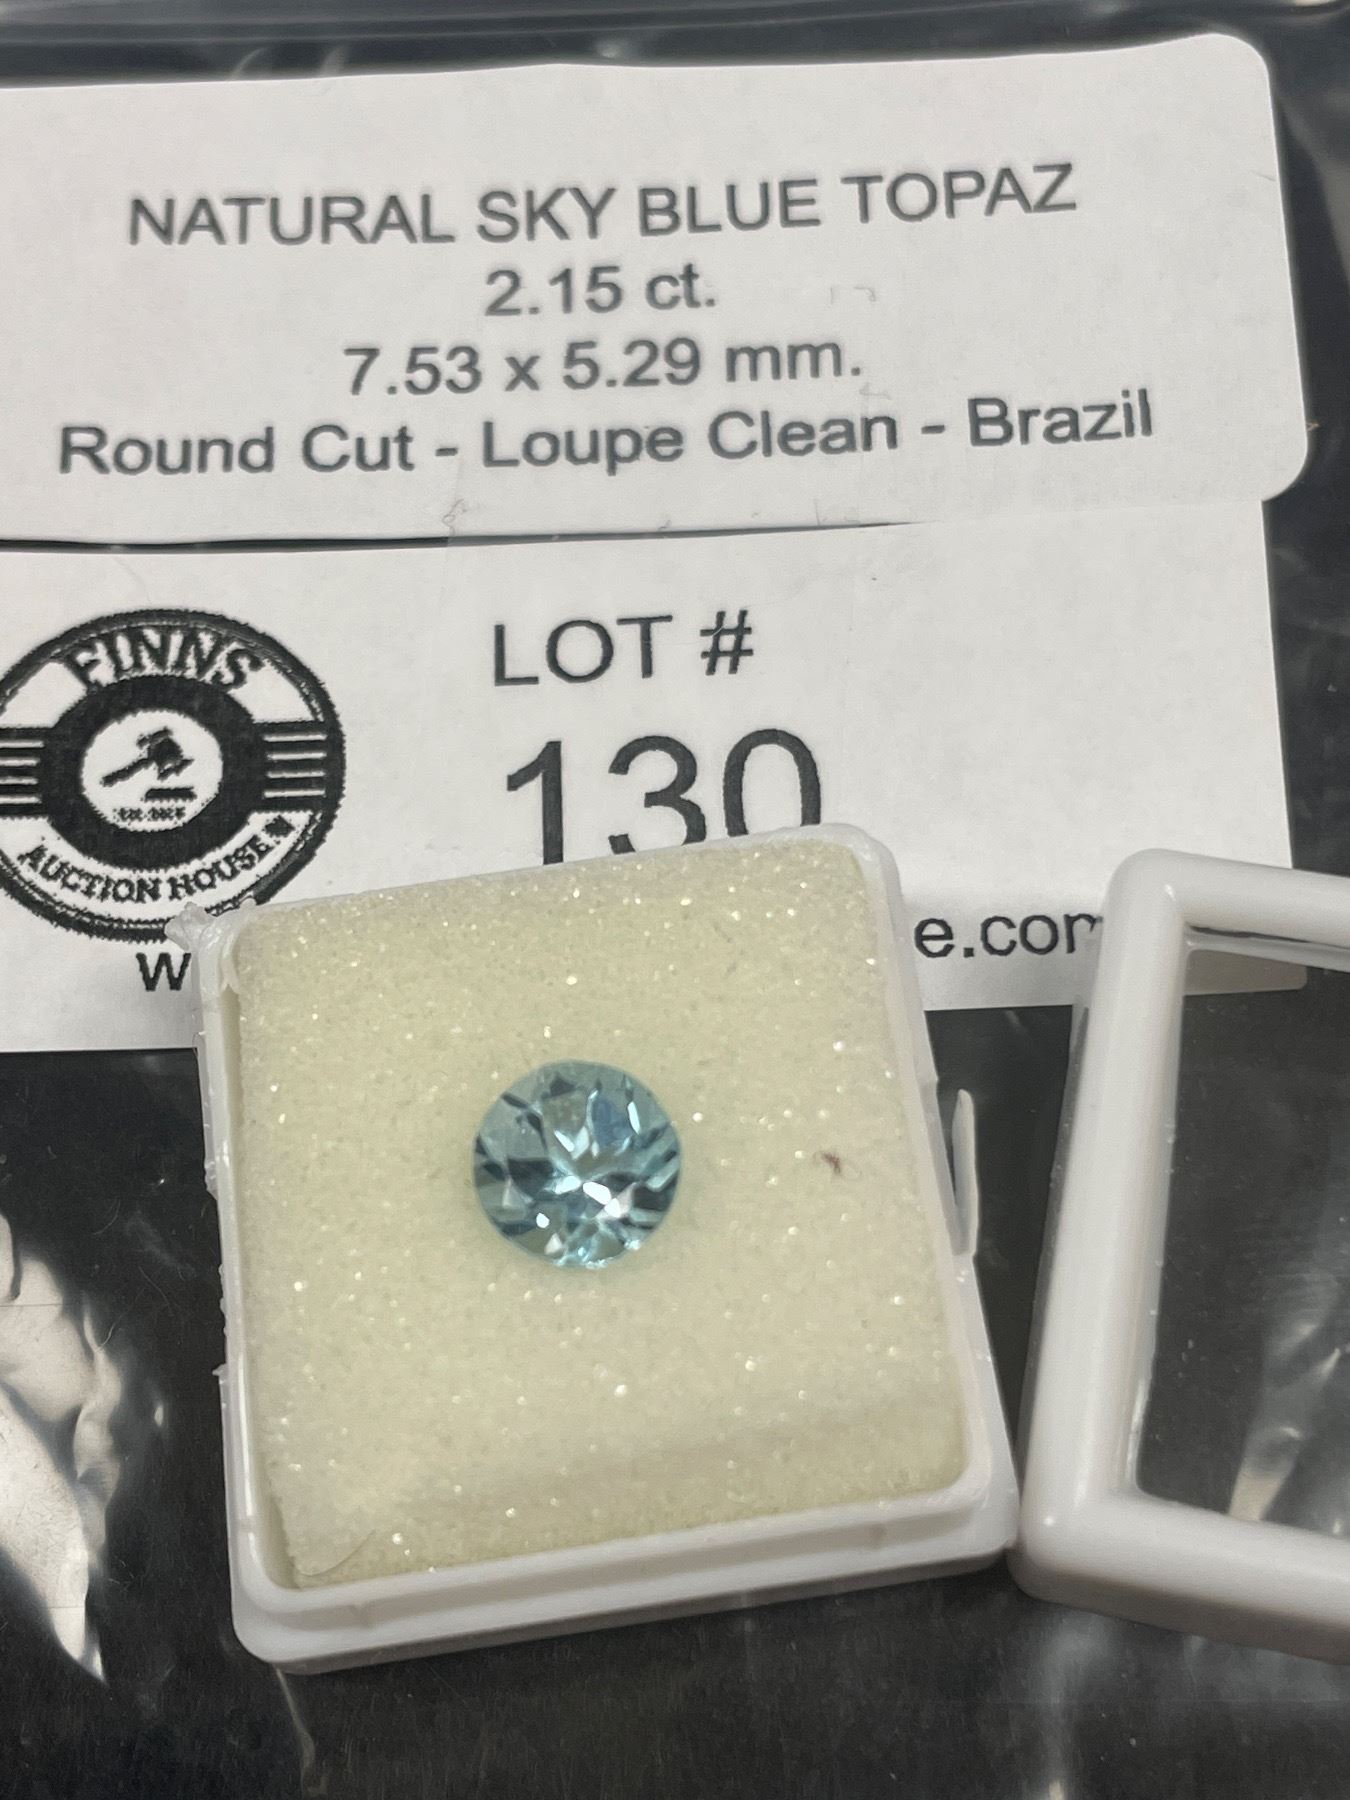 NATURAL SKY BLUE TOPAZ
2.15 ct.
7.53 x 5.29 mm.
Round Cut - Loupe Clean - Brazil
FINNS
AUCTION HOUSE
LOT #
130
w e.com